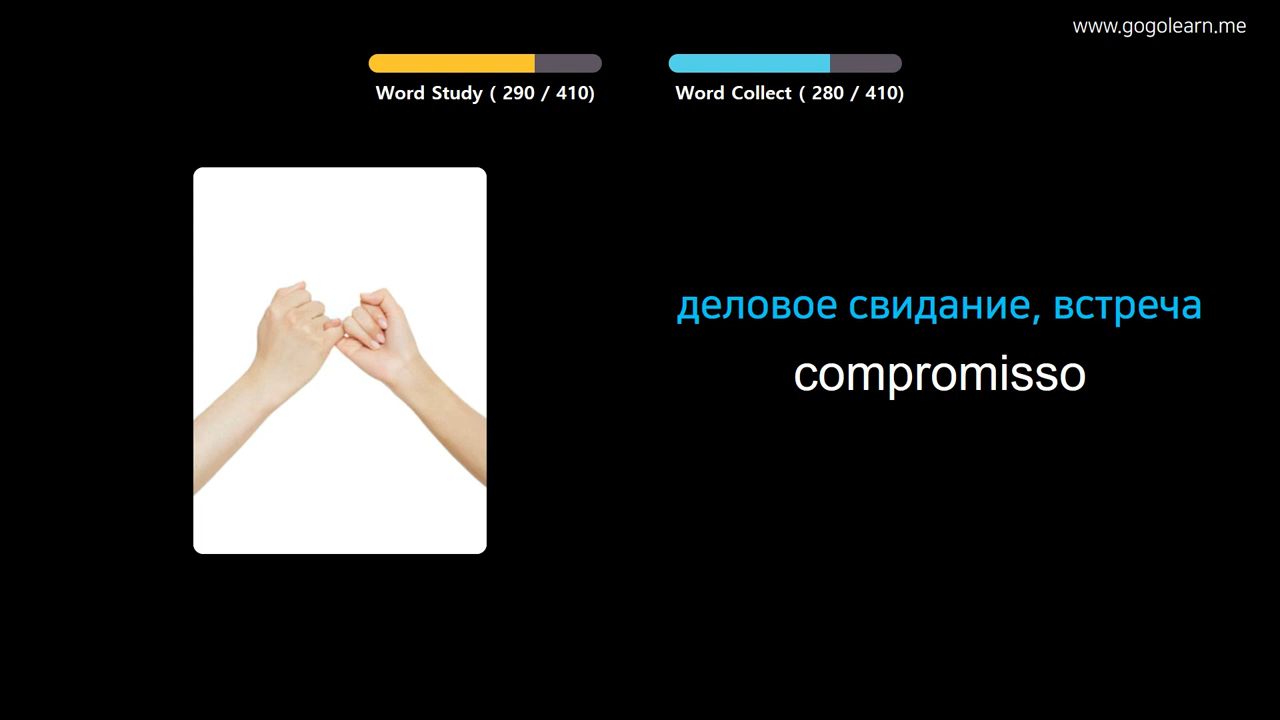 www.gogolearn.me
Word Study ( 290 / 410)
Word Collect ( 280 / 410)
деловое свидание, встреча
compromisso